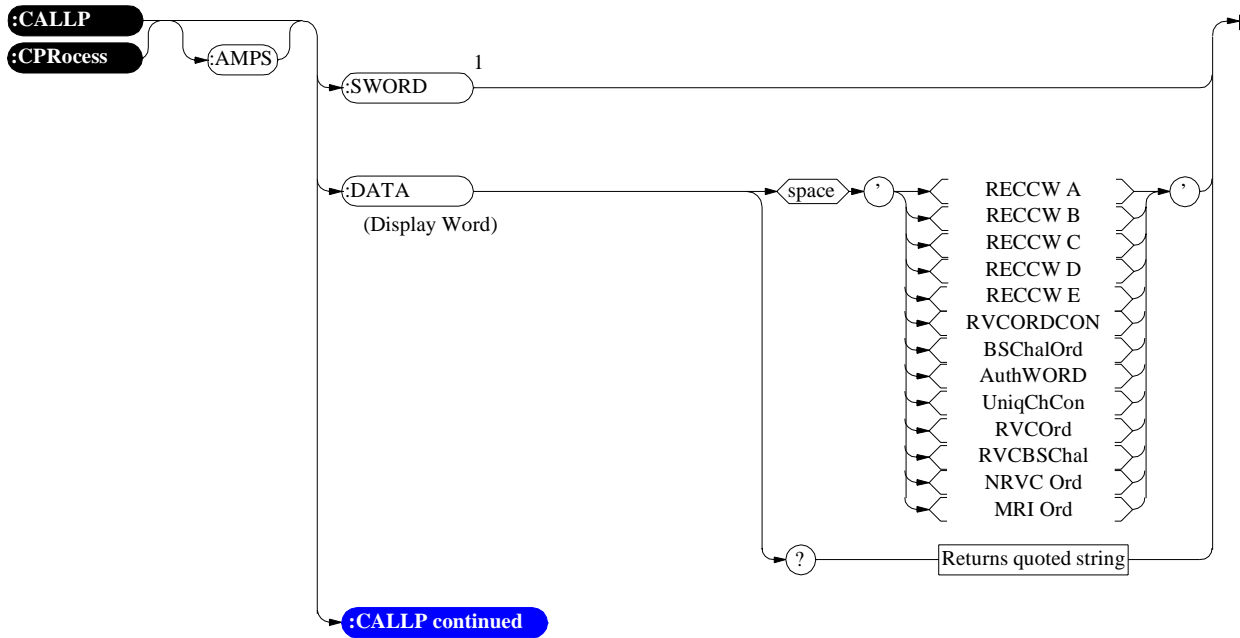 :CALLP
:CPRocess
:AMPS
:SWORD
1
:DATA
(Display Word)
space
’
RECCW A
RECCW B
RECCW C
RECCW D
RECCW E
RVCORDCON
BSChalOrd
AuthWORD
UniqChCon
RVCOrd
RVCBSChal
NRVC Ord
MRI Ord
’
?
Returns quoted string
:CALLP continued